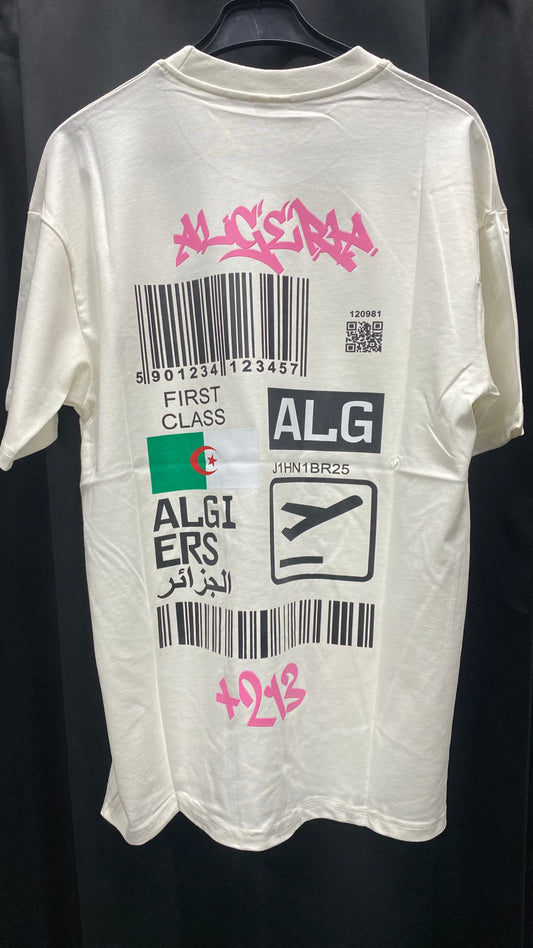 ALGERIA
120981
5 901234 123457
FIRST
CLASS
ALG
J1HN1BR25
ALGI
ERS
الجزائر
+213